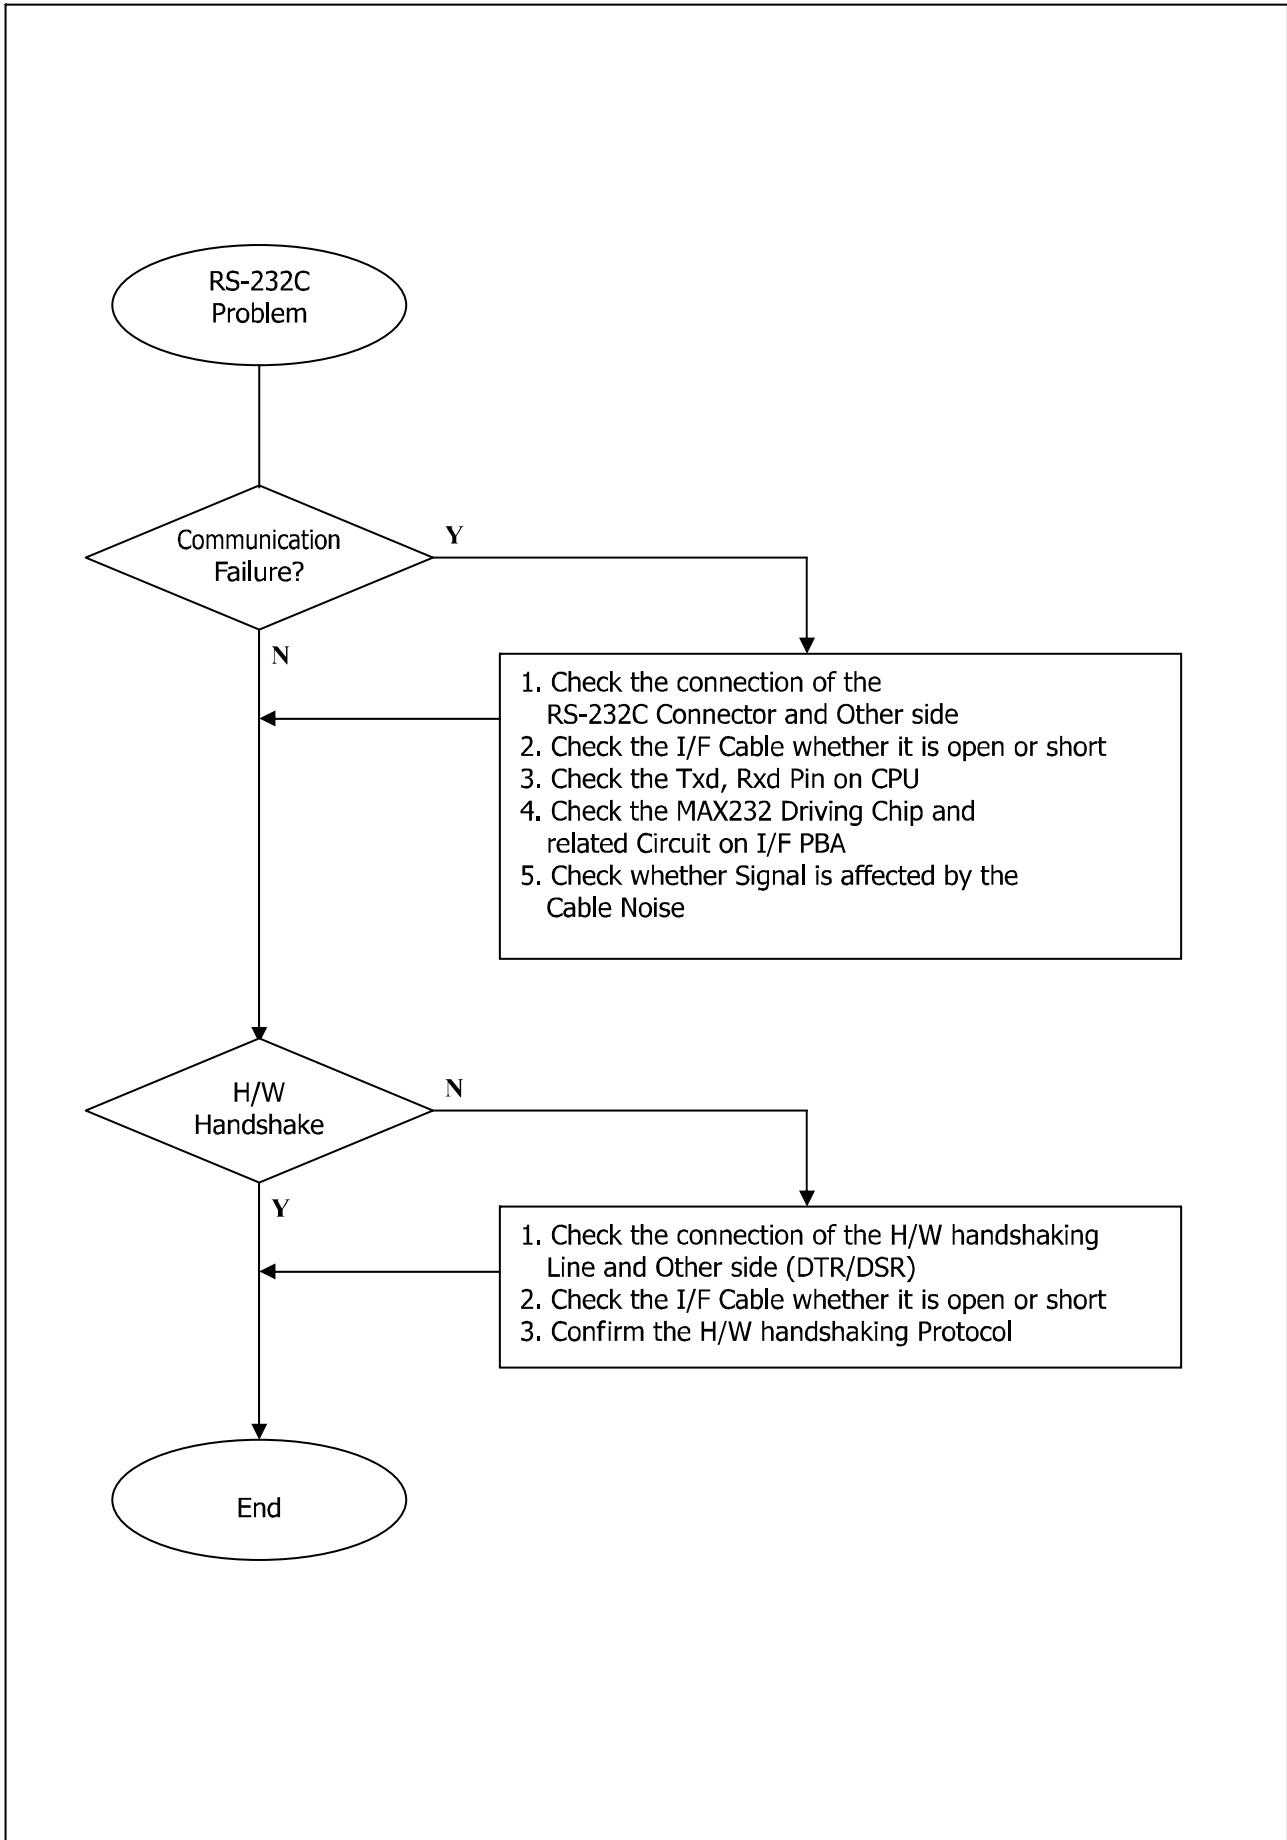 RS-232C
Problem
Communication
Failure?
Y
N
1. Check the connection of the
RS-232C Connector and Other side
2. Check the I/F Cable whether it is open or short
3. Check the Txd, Rxd Pin on CPU
4. Check the MAX232 Driving Chip and
related Circuit on I/F PBA
5. Check whether Signal is affected by the
Cable Noise
H/W
Handshake
N
Y
1. Check the connection of the H/W handshaking
Line and Other side (DTR/DSR)
2. Check the I/F Cable whether it is open or short
3. Confirm the H/W handshaking Protocol
End